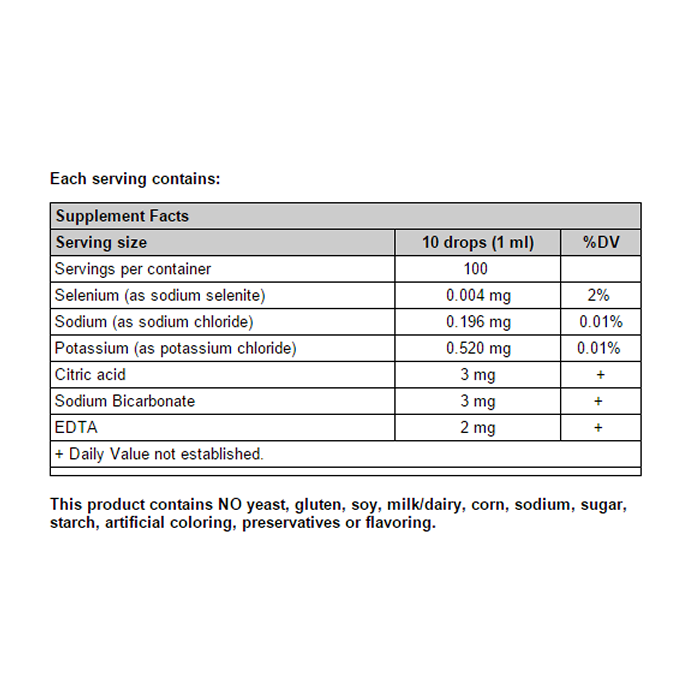 Each serving contains:
Supplement Facts
Serving size 10 drops (1 ml) %DV
Servings per container 100
Selenium (as sodium selenite) 0.004 mg 2%
Sodium (as sodium chloride) 0.196 mg 0.01%
Potassium (as potassium chloride) 0.520 mg 0.01%
Citric acid 3 mg +
Sodium Bicarbonate 3 mg +
EDTA 2 mg +
+ Daily Value not established.
This product contains NO yeast, gluten, soy, milk/dairy, corn, sodium, sugar,
starch, artificial coloring, preservatives or flavoring.